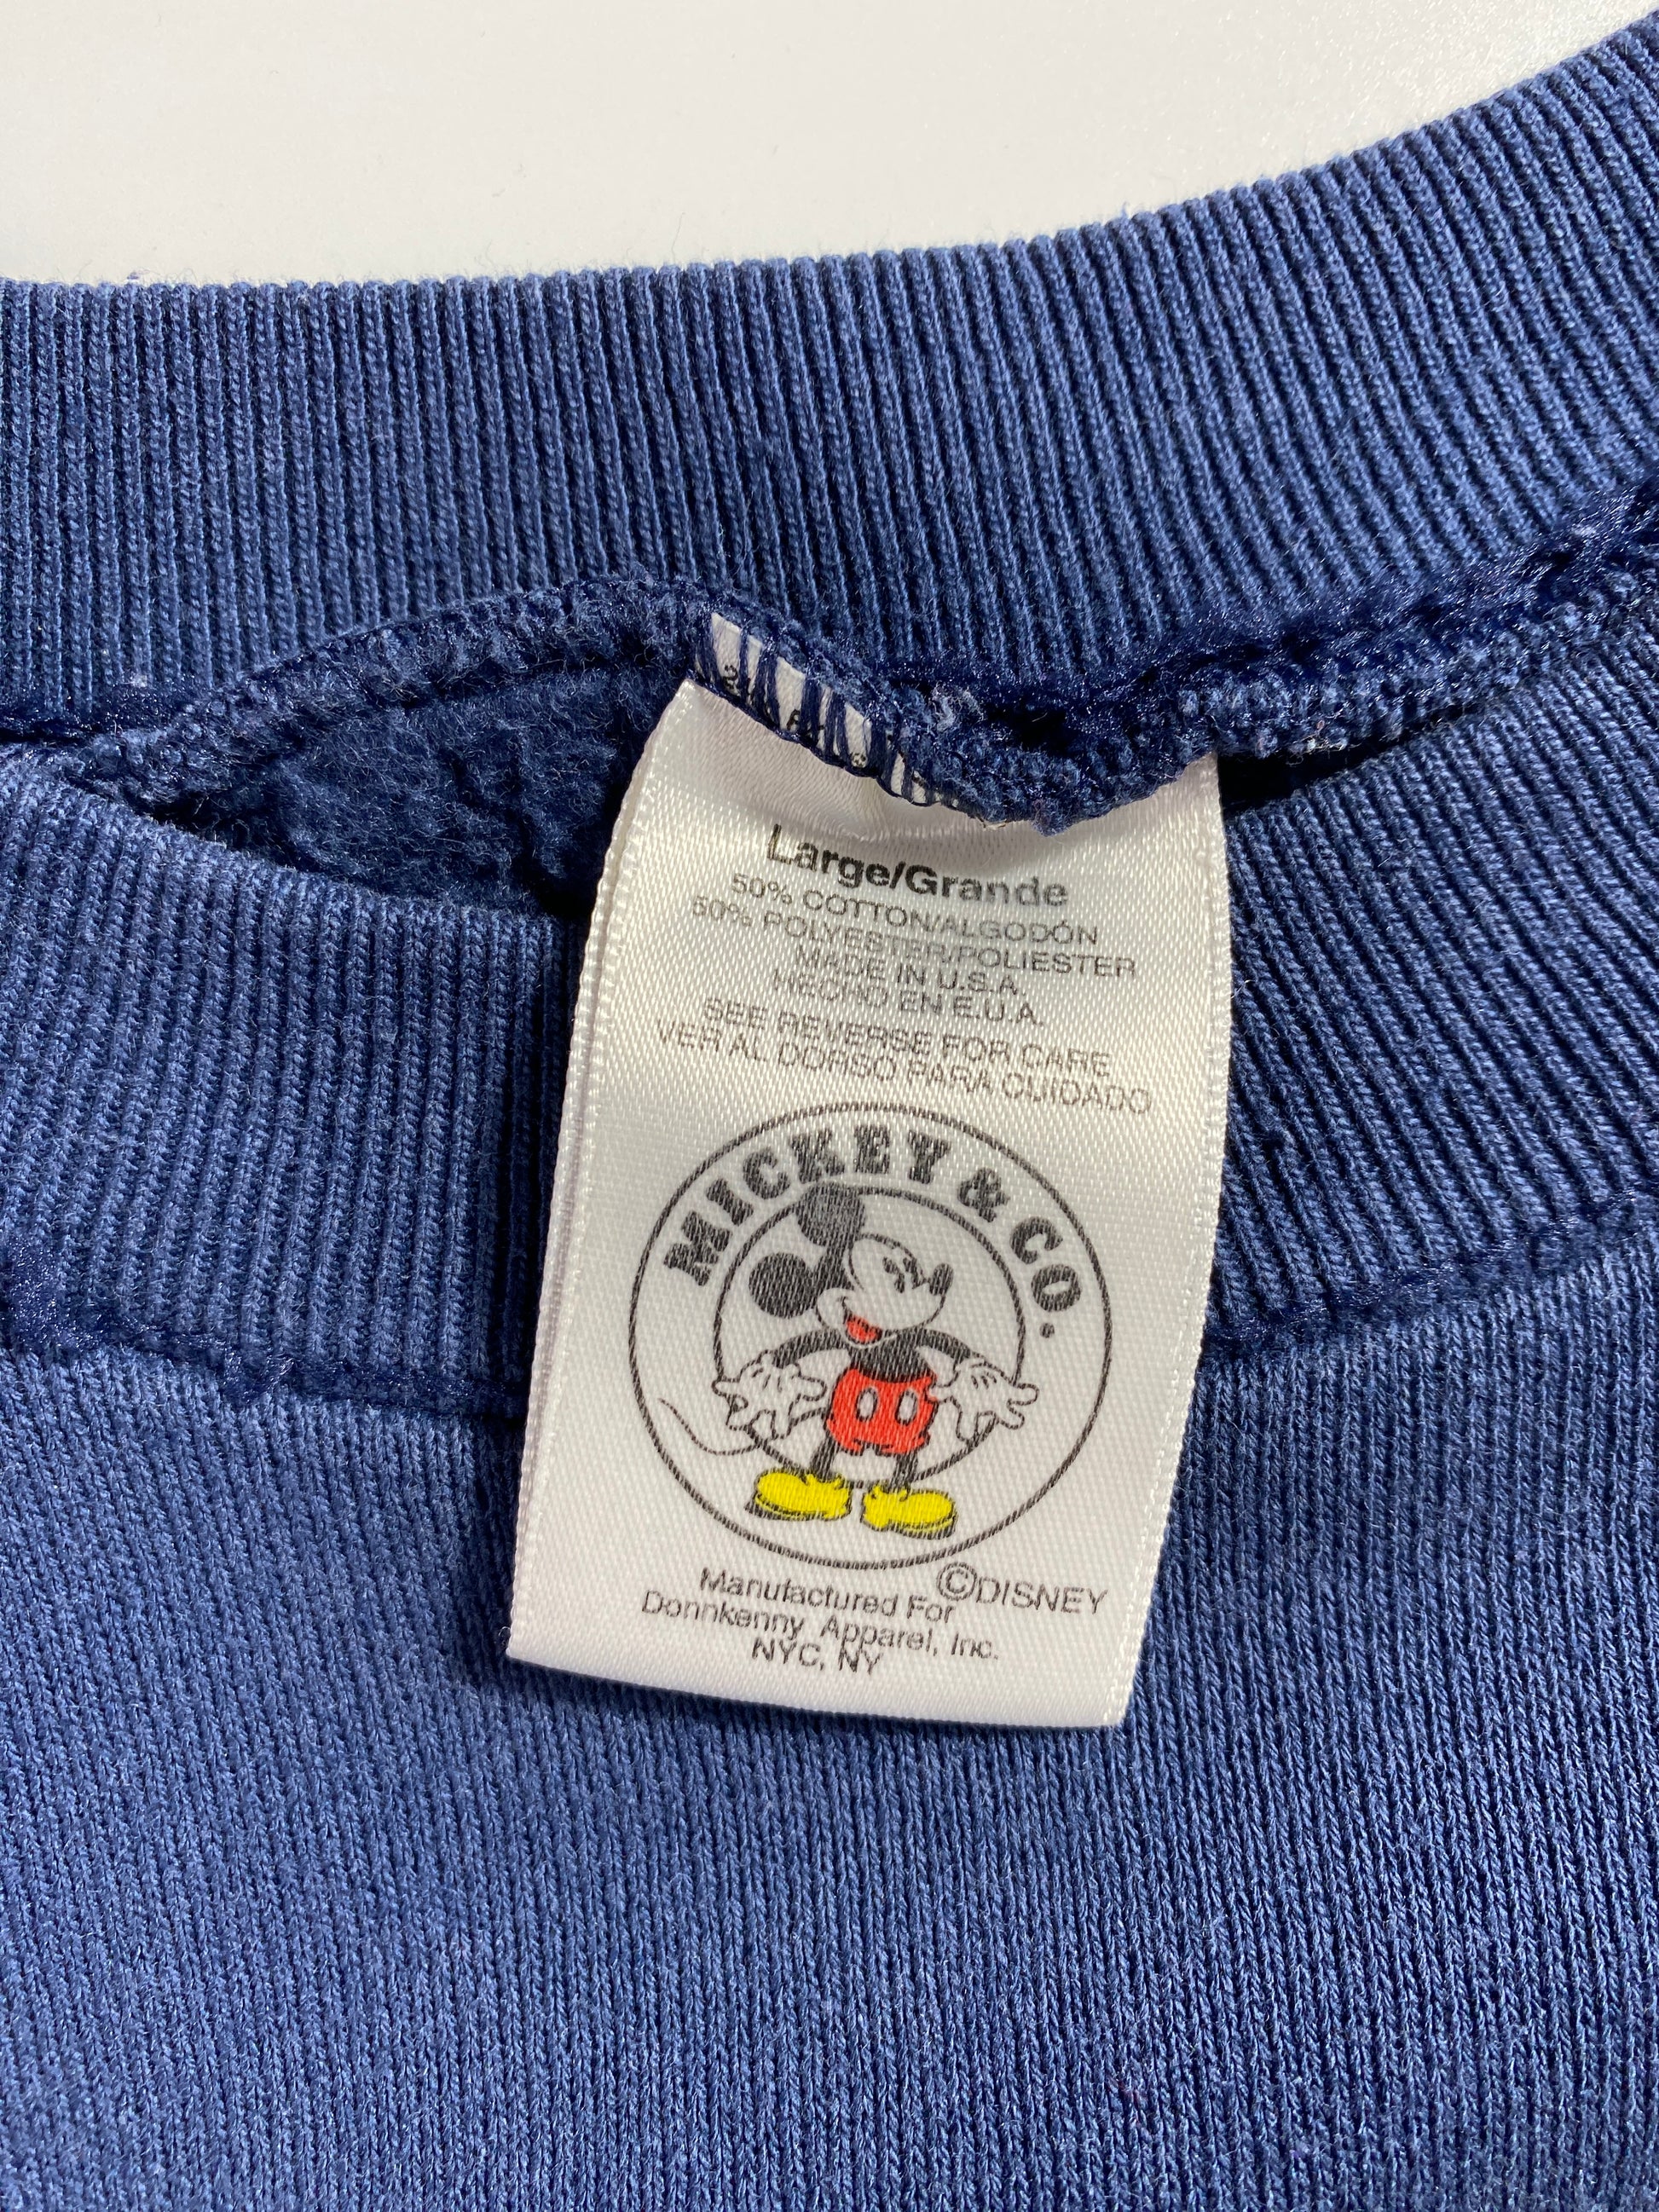 Large/Grande
50% COTTON/ALGODÓN
50% POLYESTER/POLIESTER
MADE IN U.S.A.
HECHO EN E.U.A.
SEE REVERSE FOR CARE
VER AL DORSO PARA CUIDADO
MICKEY & CO.
©DISNEY
Manufactured For
Donnkenny Apparel, Inc.
NYC, NY